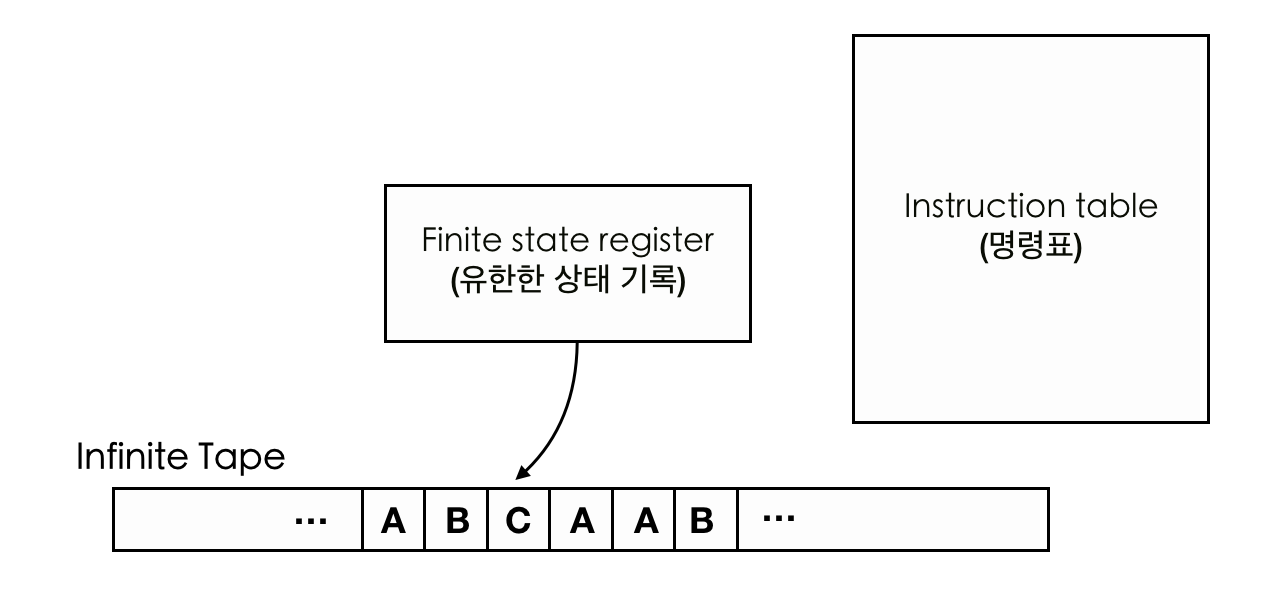 Instruction table
(명령표)
Finite state register
(유한한 상태 기록)
Infinite Tape
... A B C A A B ...